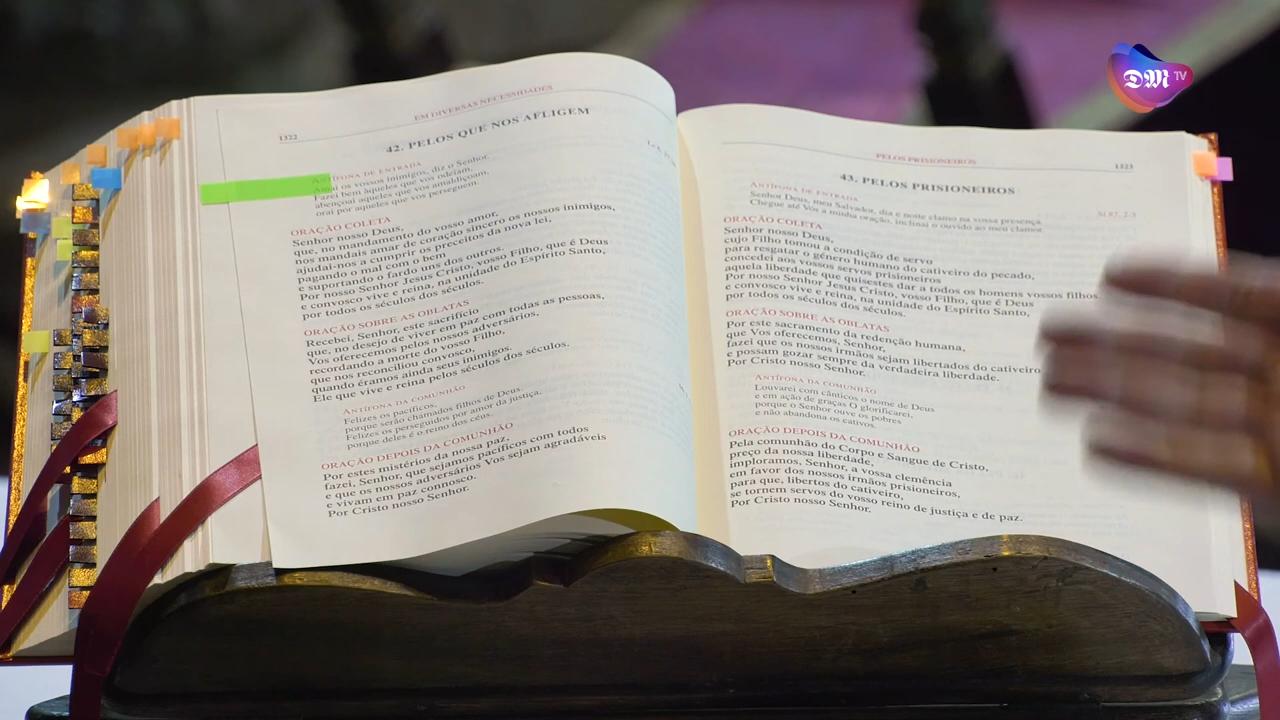 DM TV
EM DIVERSAS NECESSIDADES
1322
42. PELOS QUE NOS AFLIGEM
ANTÍFONA DE ENTRADA
Amai os vossos inimigos, diz o Senhor.
Fazei bem àqueles que vos odeiam,
abençoai aqueles que vos amaldiçoam,
orai por aqueles que vos perseguem.
ORAÇÃO COLETA
Senhor nosso Deus,
que, no mandamento do vosso amor,
nos mandais amar de coração sincero os nossos inimigos,
ajudai-nos a cumprir os preceitos da nova lei,
pagando o mal com o bem
e suportando o fardo uns dos outros.
Por nosso Senhor Jesus Cristo, vosso Filho, que é Deus
e convosco vive e reina, na unidade do Espírito Santo,
por todos os séculos dos séculos.
ORAÇÃO SOBRE AS OBLATAS
Recebei, Senhor, este sacrifício
que, no desejo de viver em paz com todas as pessoas,
Vos oferecemos pelos nossos adversários,
recordando a morte do vosso Filho,
que nos reconciliou convosco,
quando éramos ainda seus inimigos.
Ele que vive e reina pelos séculos dos séculos.
ANTÍFONA DA COMUNHÃO
Felizes os pacíficos,
porque serão chamados filhos de Deus.
Felizes os perseguidos por amor da justiça,
porque deles é o reino dos céus.
ORAÇÃO DEPOIS DA COMUNHÃO
Por estes mistérios da nossa paz,
fazei, Senhor, que sejamos pacíficos com todos
e que os nossos adversários Vos sejam agradáveis
e vivam em paz connosco.
Por Cristo nosso Senhor.
PELOS PRISIONEIROS
1323
43. PELOS PRISIONEIROS
ANTÍFONA DE ENTRADA
Sl 87, 2-3
Senhor Deus, meu Salvador, dia e noite clamo na vossa presença.
Chegue até Vós a minha oração, inclinai o ouvido ao meu clamor.
ORAÇÃO COLETA
Senhor nosso Deus,
cujo Filho tomou a condição de servo
para resgatar o género humano do cativeiro do pecado,
concedei aos vossos servos prisioneiros
aquela liberdade que quisestes dar a todos os homens vossos filhos.
Por nosso Senhor Jesus Cristo, vosso Filho, que é Deus
e convosco vive e reina, na unidade do Espírito Santo,
por todos os séculos dos séculos.
ORAÇÃO SOBRE AS OBLATAS
Por este sacramento da redenção humana,
que Vos oferecemos, Senhor,
fazei que os nossos irmãos sejam libertados do cativeiro
e possam gozar sempre da verdadeira liberdade.
Por Cristo nosso Senhor.
ANTÍFONA DA COMUNHÃO
Louvarei com cânticos o nome de Deus
e em ação de graças O glorificarei,
porque o Senhor ouve os pobres
e não abandona os cativos.
ORAÇÃO DEPOIS DA COMUNHÃO
Pela comunhão do Corpo e Sangue de Cristo,
preço da nossa liberdade,
imploramos, Senhor, a vossa clemência
em favor dos nossos irmãos prisioneiros,
para que, libertos do cativeiro,
se tornem servos do vosso reino de justiça e de paz.
Por Cristo nosso Senhor.